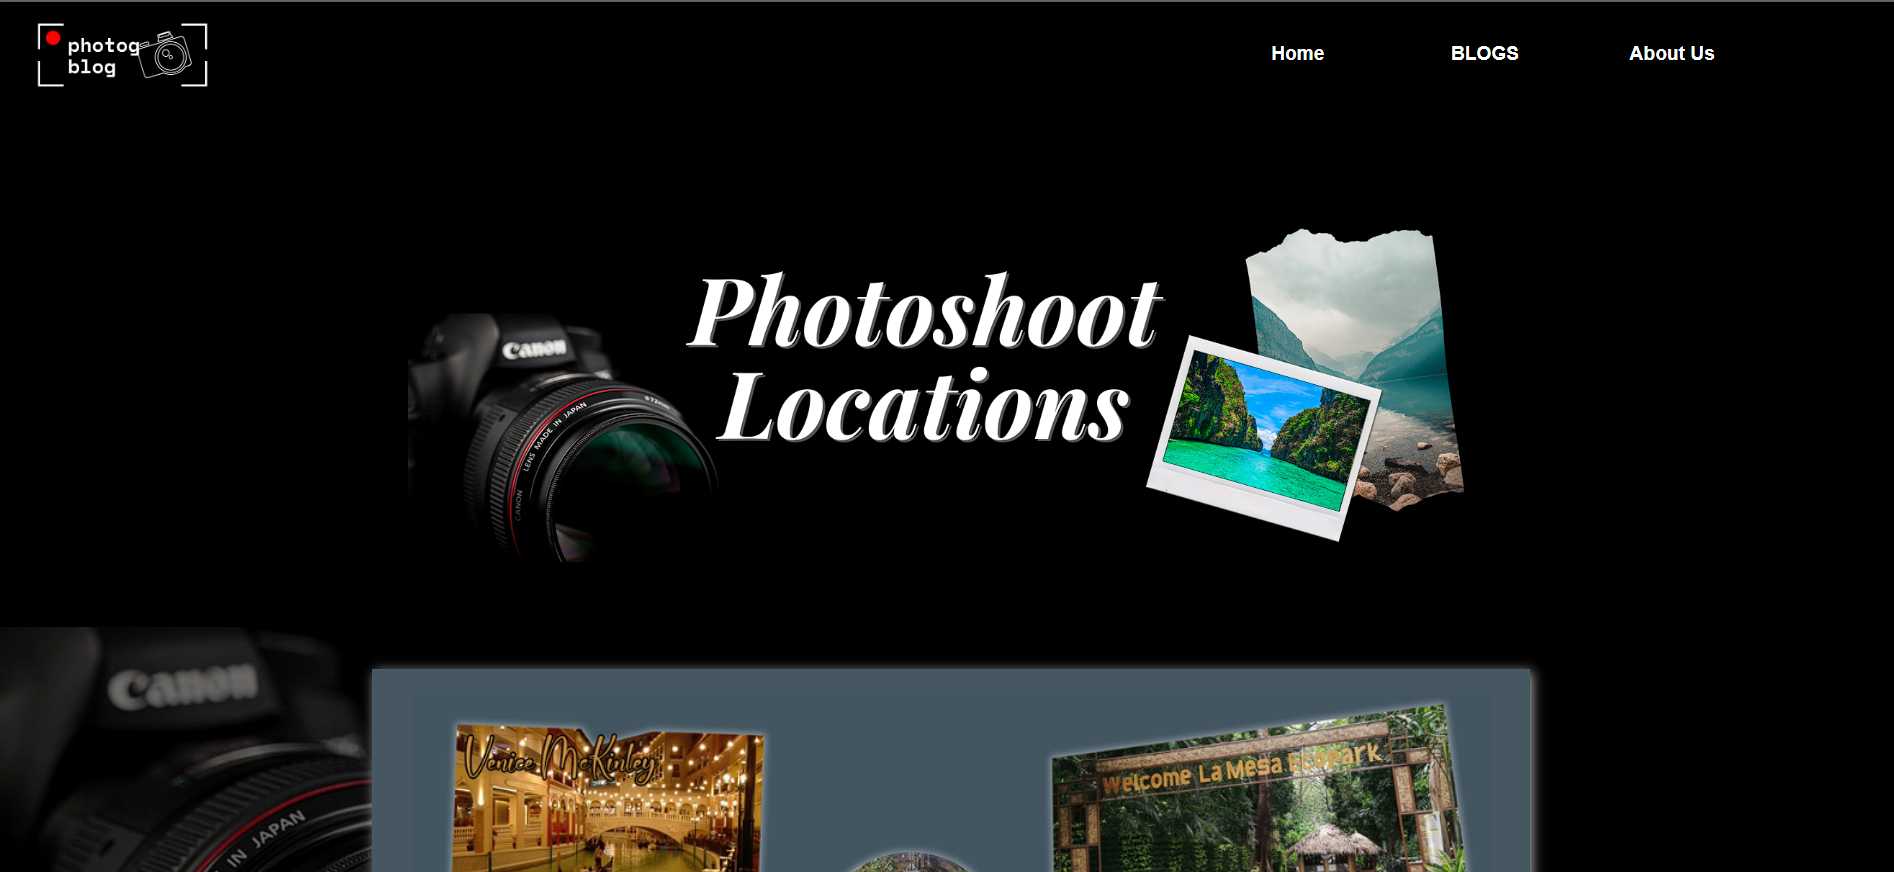 photog
blog
Home
BLOGS
About Us
Photoshoot
Locations
Canon
LENS MADE IN JAPAN
ø72mm
CANON
Canon
IN JAPAN
Venice McKinley
Welcome La Mesa Ecopark